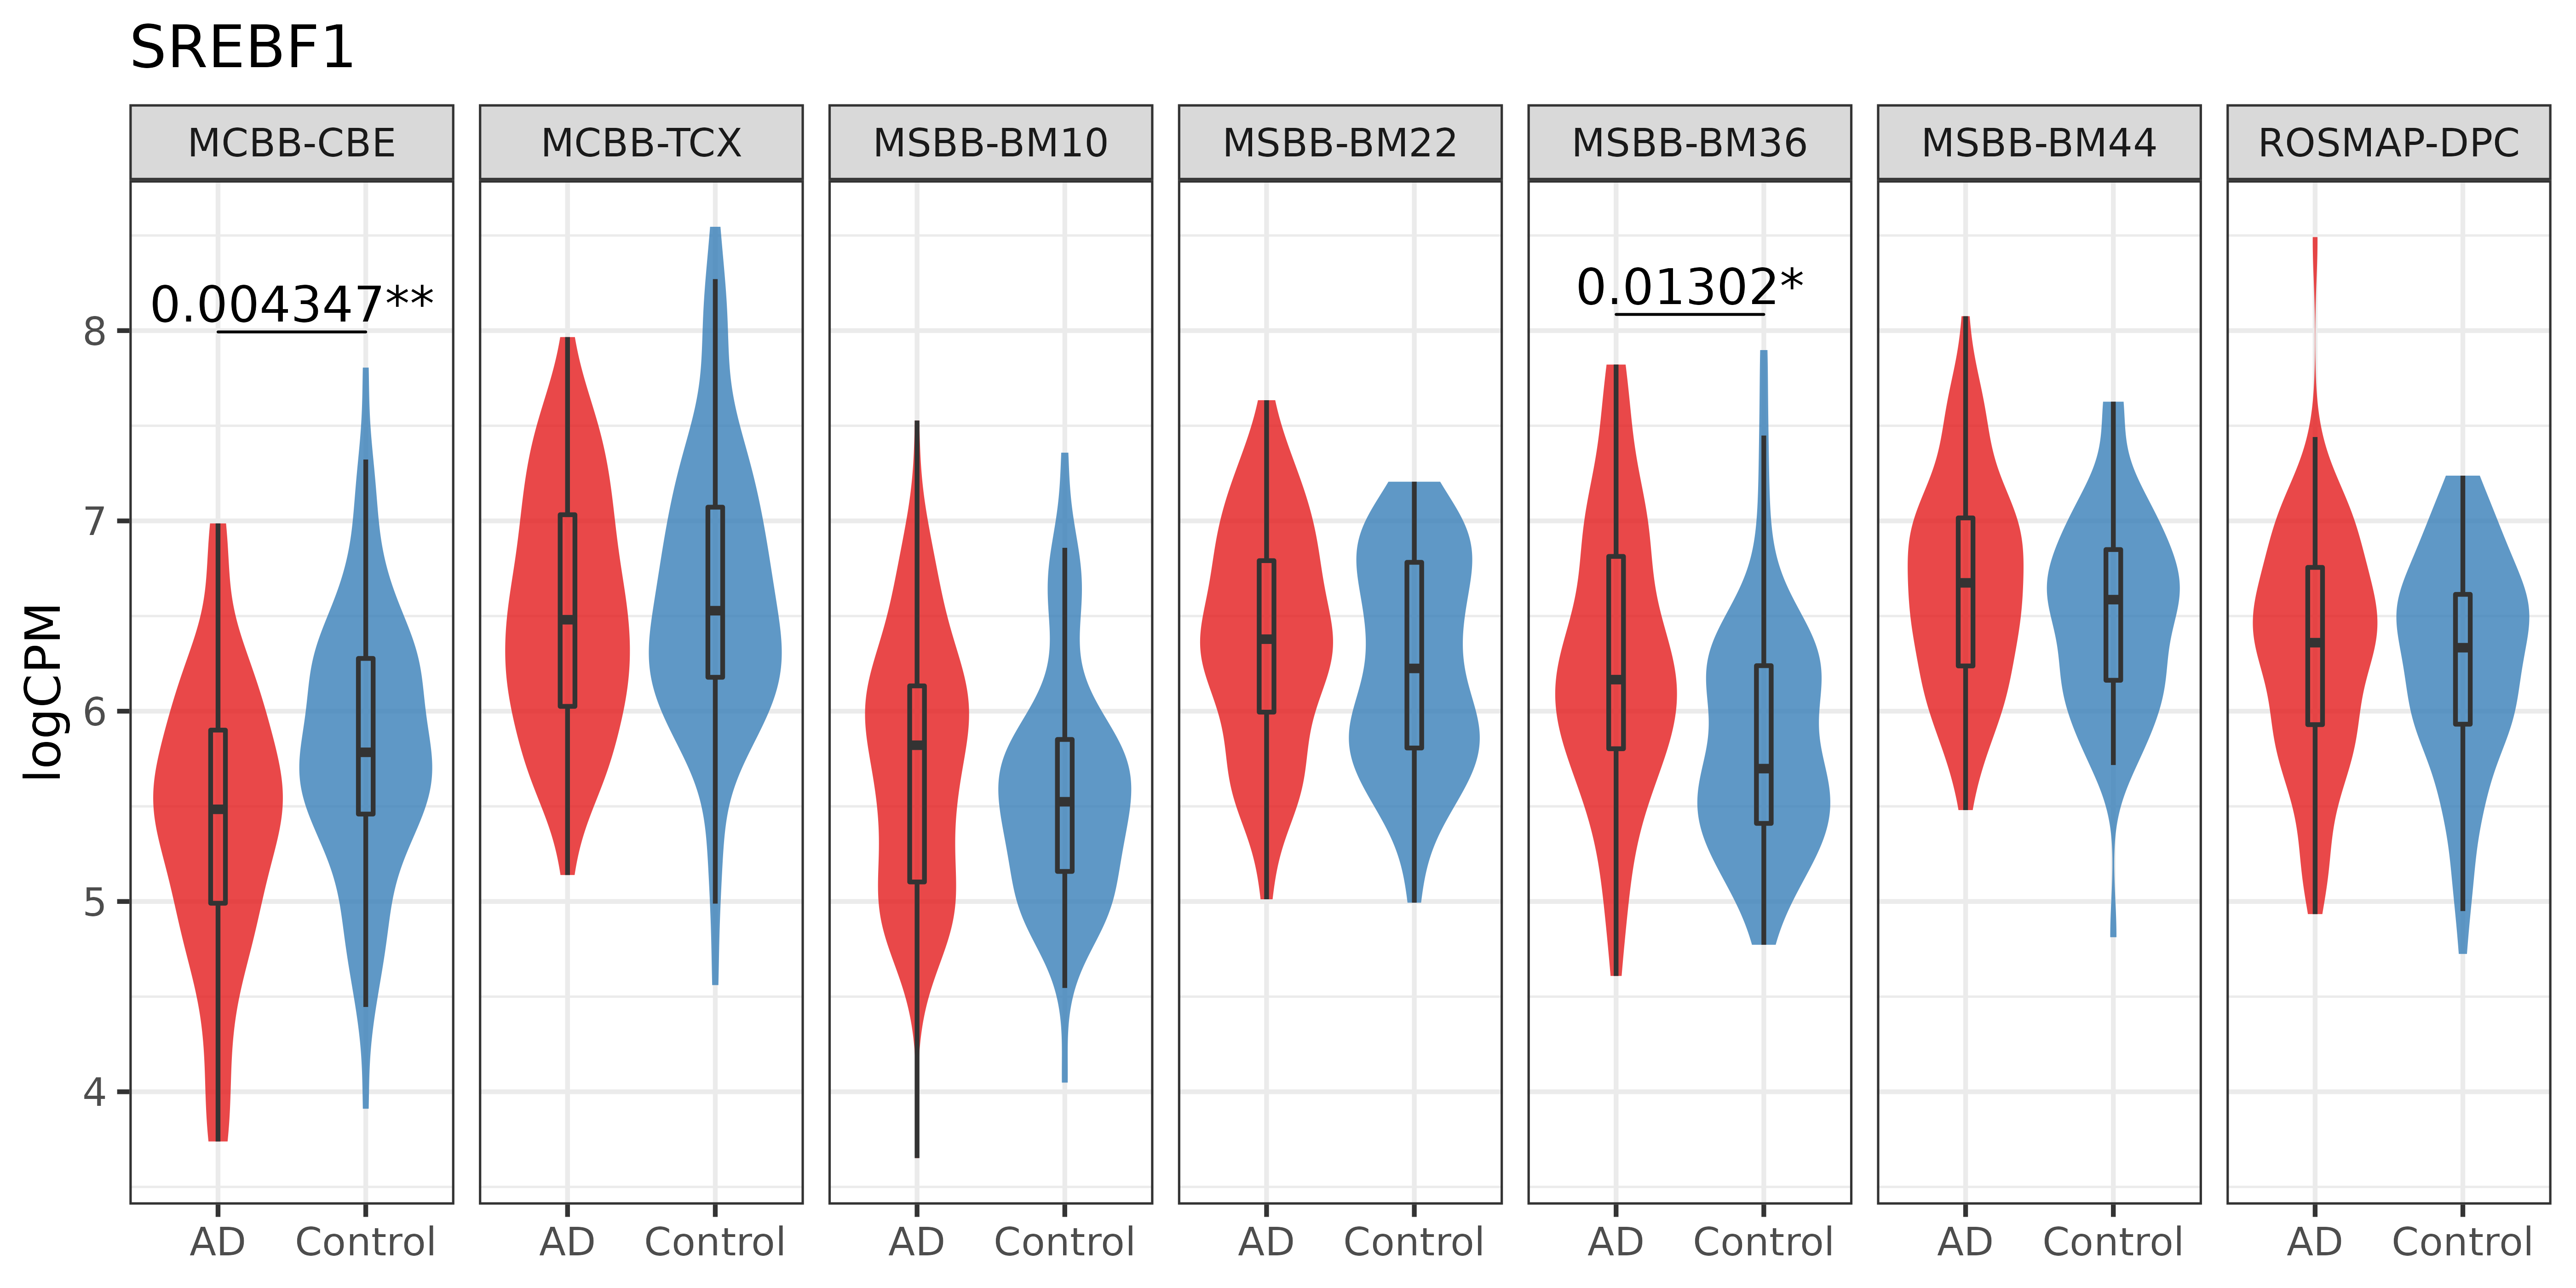 SREBF1
MCBB-CBE MCBB-TCX MSBB-BM10 MSBB-BM22 MSBB-BM36 MSBB-BM44 ROSMAP-DPC
0.004347** 0.01302*
8
7
6
5
4
logCPM
AD Control AD Control AD Control AD Control AD Control AD Control AD Control